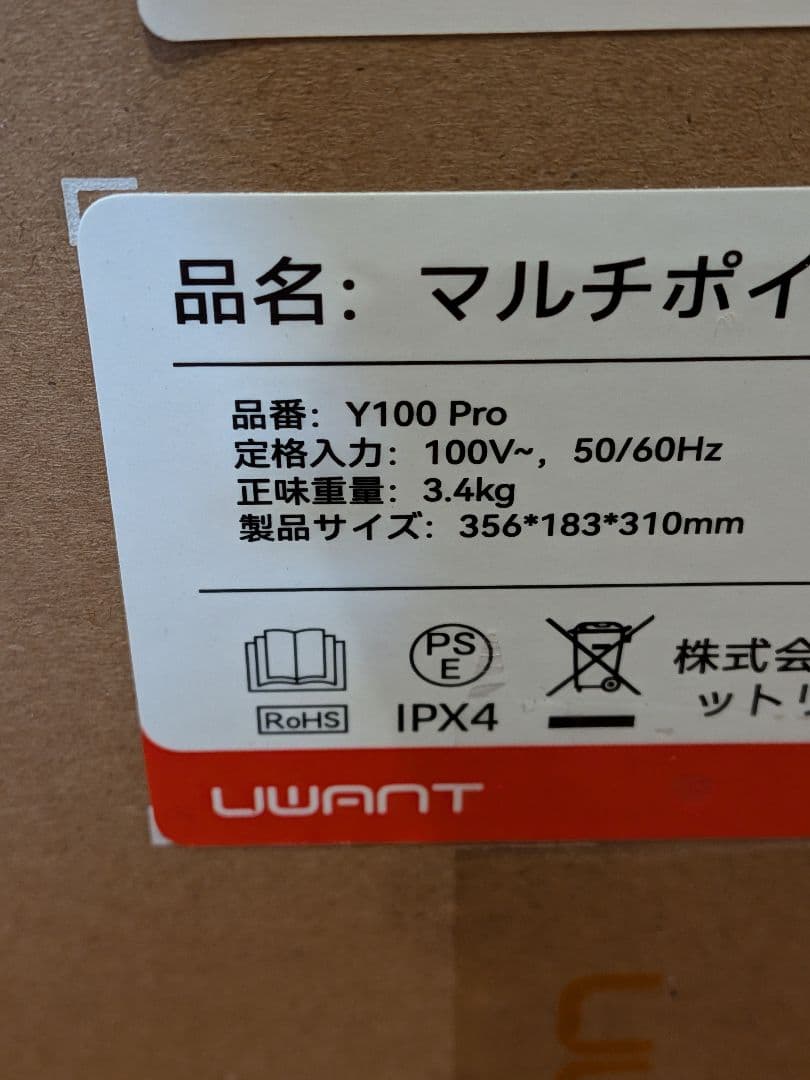 品名: マルチポイ
品番: Y100 Pro
定格入力: 100V~, 50/60Hz
正味重量: 3.4kg
製品サイズ: 356*183*310mm
PS
E
株式会
ットリ
RoHS
IPX4
UWANT